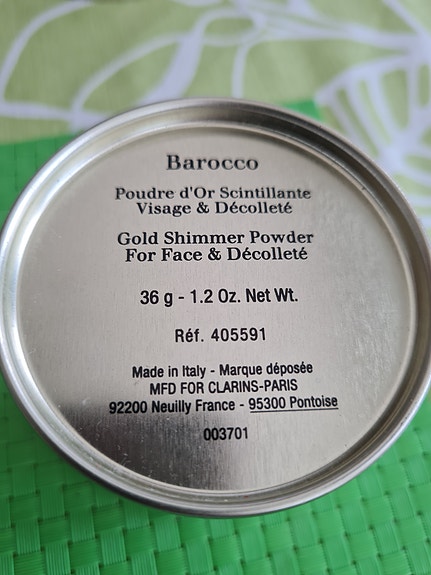 Barocco
Poudre d'Or Scintillante
Visage & Décolleté
Gold Shimmer Powder
For Face & Décolleté
36 g - 1.2 Oz. Net Wt.
Réf. 405591
Made in Italy - Marque déposée
MFD FOR CLARINS-PARIS
92200 Neuilly France - 95300 Pontoise
003701